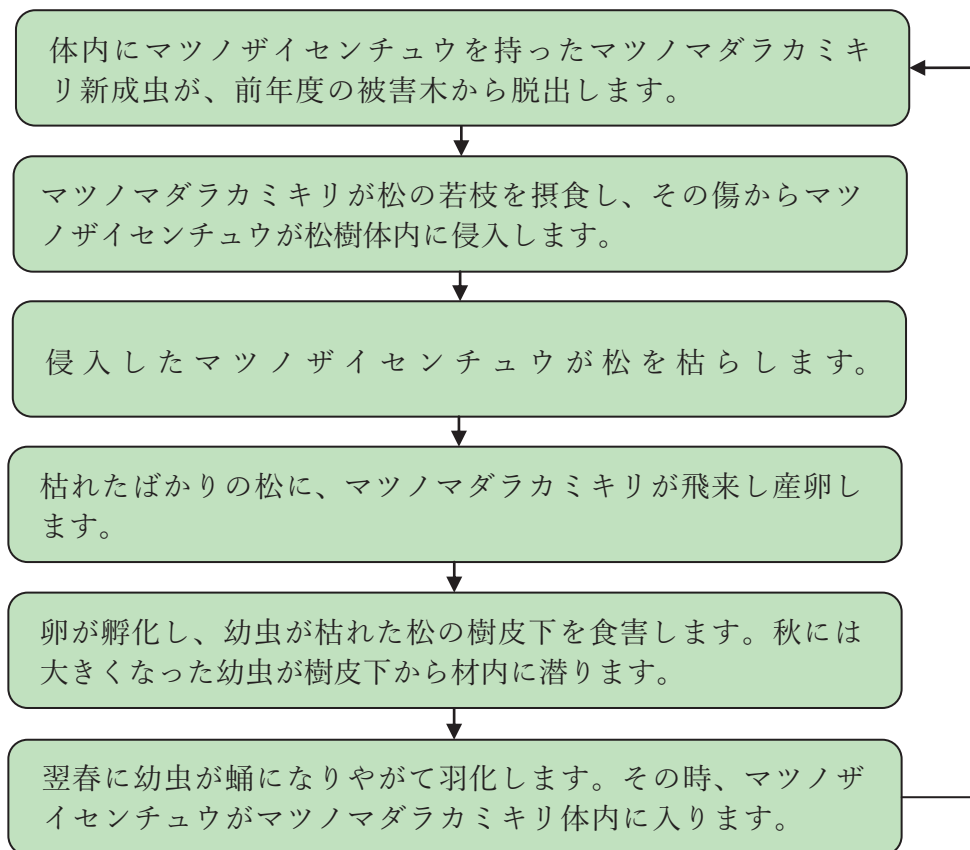 体内にマツノザイセンチュウを持ったマツノマダラカミキ
リ新成虫が、前年度の被害木から脱出します。
マツノマダラカミキリが松の若枝を摂食し、その傷からマツ
ノザイセンチュウが松樹体内に侵入します。
侵入したマツノザイセンチュウが松を枯らします。
枯れたばかりの松に、マツノマダラカミキリが飛来し産卵し
ます。
卵が孵化し、幼虫が枯れた松の樹皮下を食害します。秋には
大きくなった幼虫が樹皮下から材内に潜ります。
翌春に幼虫が蛹になりやがて羽化します。その時、マツノザ
イセンチュウがマツノマダラカミキリ体内に入ります。